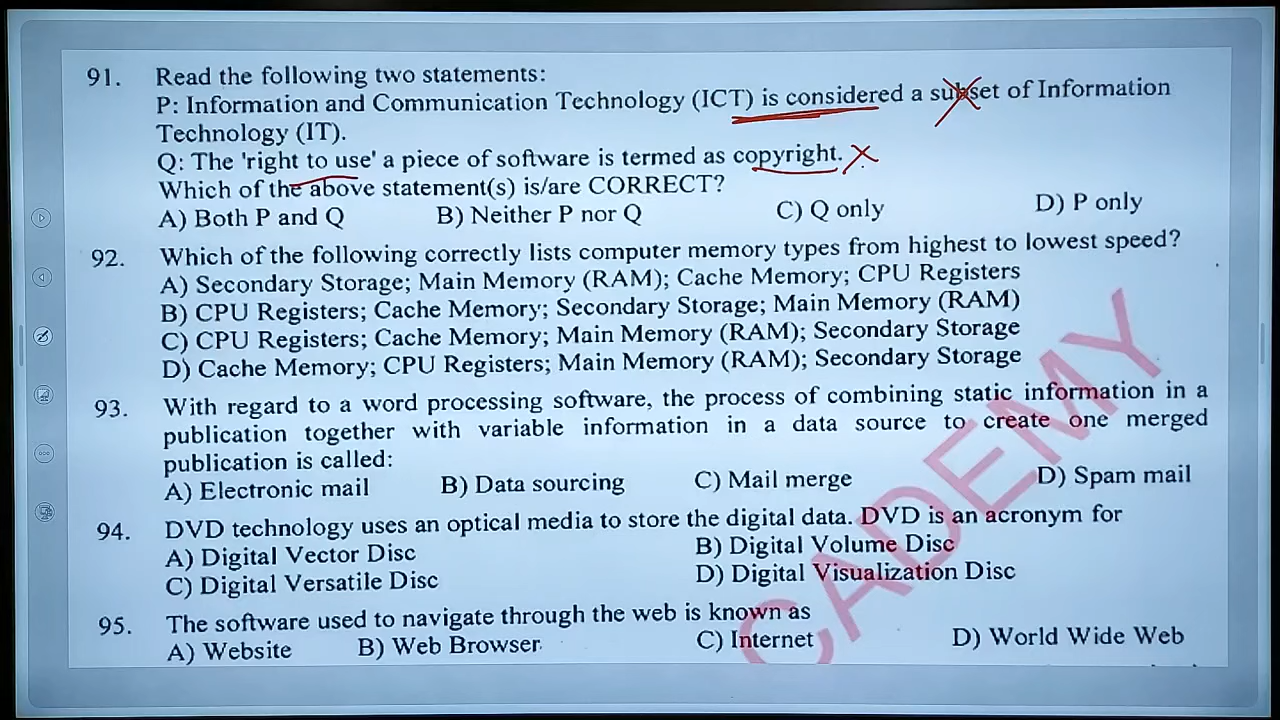 91. Read the following two statements:
P: Information and Communication Technology (ICT) is considered a subset of Information
Technology (IT).
Q: The 'right to use' a piece of software is termed as copyright.
Which of the above statement(s) is/are CORRECT?
A) Both P and Q B) Neither P nor Q C) Q only D) P only
92. Which of the following correctly lists computer memory types from highest to lowest speed?
A) Secondary Storage; Main Memory (RAM); Cache Memory; CPU Registers
B) CPU Registers; Cache Memory; Secondary Storage; Main Memory (RAM)
C) CPU Registers; Cache Memory; Main Memory (RAM); Secondary Storage
D) Cache Memory; CPU Registers; Main Memory (RAM); Secondary Storage
93. With regard to a word processing software, the process of combining static information in a
publication together with variable information in a data source to create one merged
publication is called:
A) Electronic mail B) Data sourcing C) Mail merge D) Spam mail
94. DVD technology uses an optical media to store the digital data. DVD is an acronym for
A) Digital Vector Disc B) Digital Volume Disc
C) Digital Versatile Disc D) Digital Visualization Disc
95. The software used to navigate through the web is known as
A) Website B) Web Browser C) Internet D) World Wide Web
CADEMY